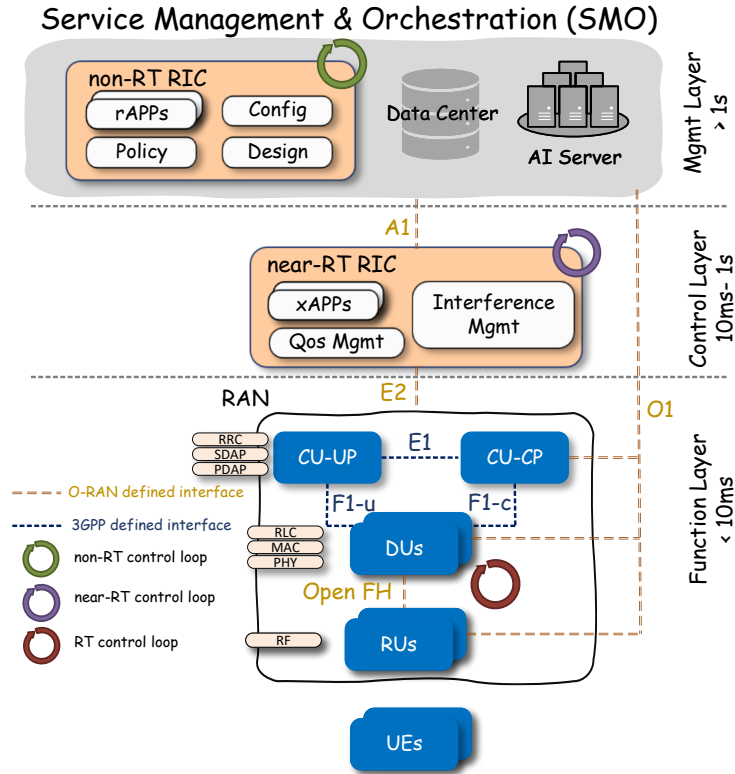 Service Management & Orchestration (SMO)
non-RT RIC
rAPPs
Config
Policy
Design
Data Center
AI Server
Mgmt Layer
> 1s
A1
near-RT RIC
xAPPs
Qos Mgmt
Interference
Mgmt
Control Layer
10ms- 1s
E2
O1
RAN
RRC
SDAP
PDAP
CU-UP
E1
CU-CP
F1-u
F1-c
O-RAN defined interface
3GPP defined interface
non-RT control loop
near-RT control loop
RT control loop
RLC
MAC
PHY
DUs
Open FH
RF
RUs
UEs
Function Layer
< 10ms